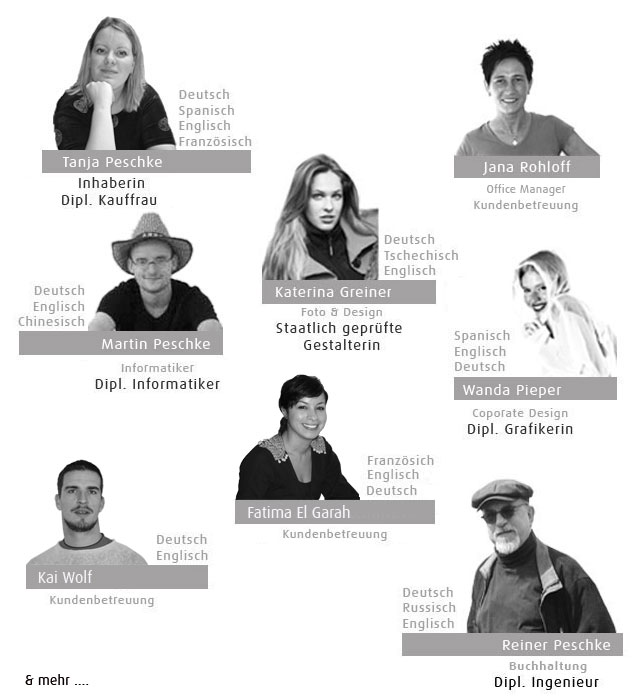 Deutsch
Spanisch
Englisch
Französisch
Tanja Peschke
Inhaberin
Dipl. Kauffrau
Jana Rohloff
Office Manager
Kundenbetreuung
Deutsch
Tschechisch
Englisch
Katerina Greiner
Foto & Design
Staatlich geprüfte
Gestalterin
Deutsch
Englisch
Chinesisch
Martin Peschke
Informatiker
Dipl. Informatiker
Spanisch
Englisch
Deutsch
Wanda Pieper
Coporate Design
Dipl. Grafikerin
Französich
Englisch
Deutsch
Fatima El Garah
Kundenbetreuung
Deutsch
Englisch
Kai Wolf
Kundenbetreuung
Deutsch
Russisch
Englisch
Reiner Peschke
Buchhaltung
Dipl. Ingenieur
& mehr ....